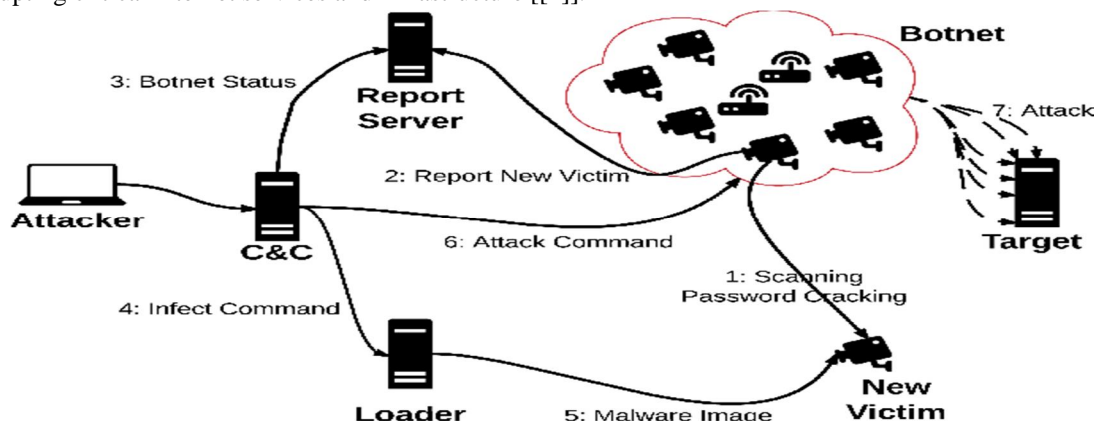 Botnet
3: Botnet Status
Report
Server
7: Attack
2: Report New Victim
Attacker
C&C
6: Attack Command
Target
1: Scanning
Password Cracking
4: Infect Command
New
Victim
Loader
5: Malware Image